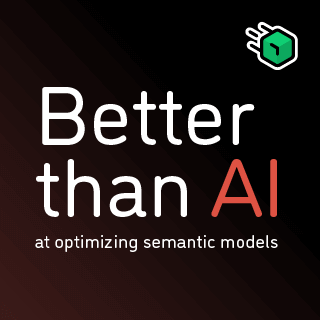 Better
than AI
at optimizing semantic models